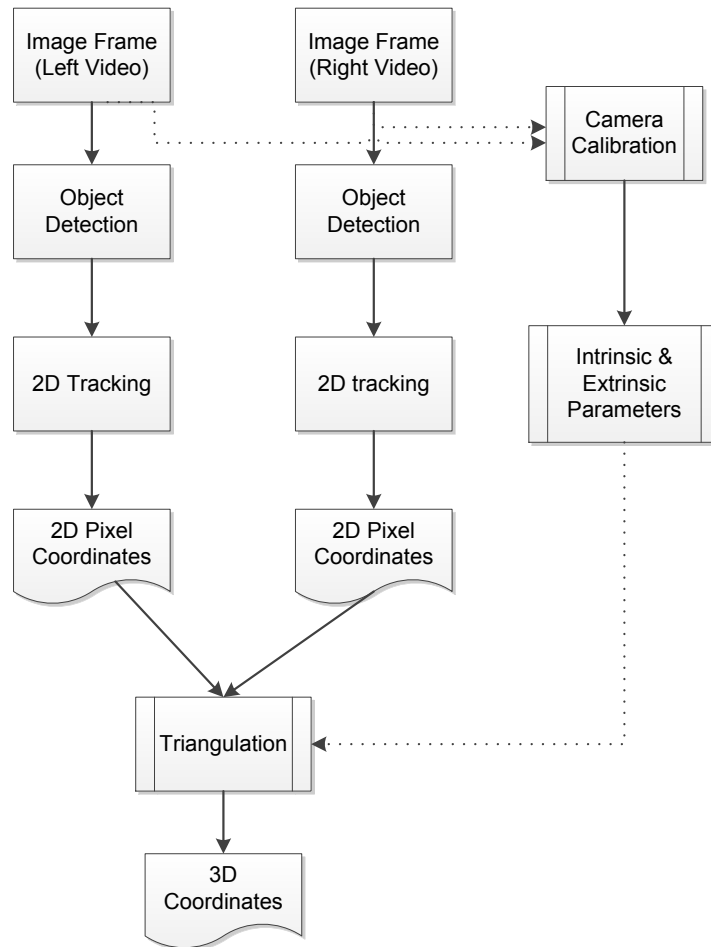 Image Frame
(Left Video)
Image Frame
(Right Video)
Camera
Calibration
Object
Detection
Object
Detection
2D Tracking
2D tracking
Intrinsic &
Extrinsic
Parameters
2D Pixel
Coordinates
2D Pixel
Coordinates
Triangulation
3D
Coordinates